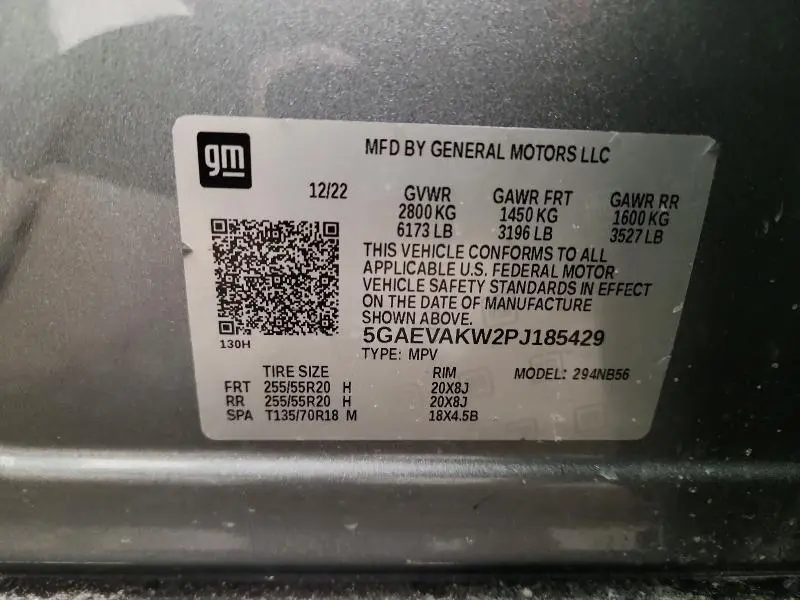 gm
MFD BY GENERAL MOTORS LLC
12/22
GVWR GAWR FRT GAWR RR
2800 KG 1450 KG 1600 KG
6173 LB 3196 LB 3527 LB
THIS VEHICLE CONFORMS TO ALL
APPLICABLE U.S. FEDERAL MOTOR
VEHICLE SAFETY STANDARDS IN EFFECT
ON THE DATE OF MANUFACTURE
SHOWN ABOVE.
130H
5GAEVAKW2PJ185429
TYPE: MPV
TIRE SIZE RIM MODEL: 294NB56
FRT 255/55R20 H 20X8J
RR 255/55R20 H 20X8J
SPA T135/70R18 M 18X4.5B